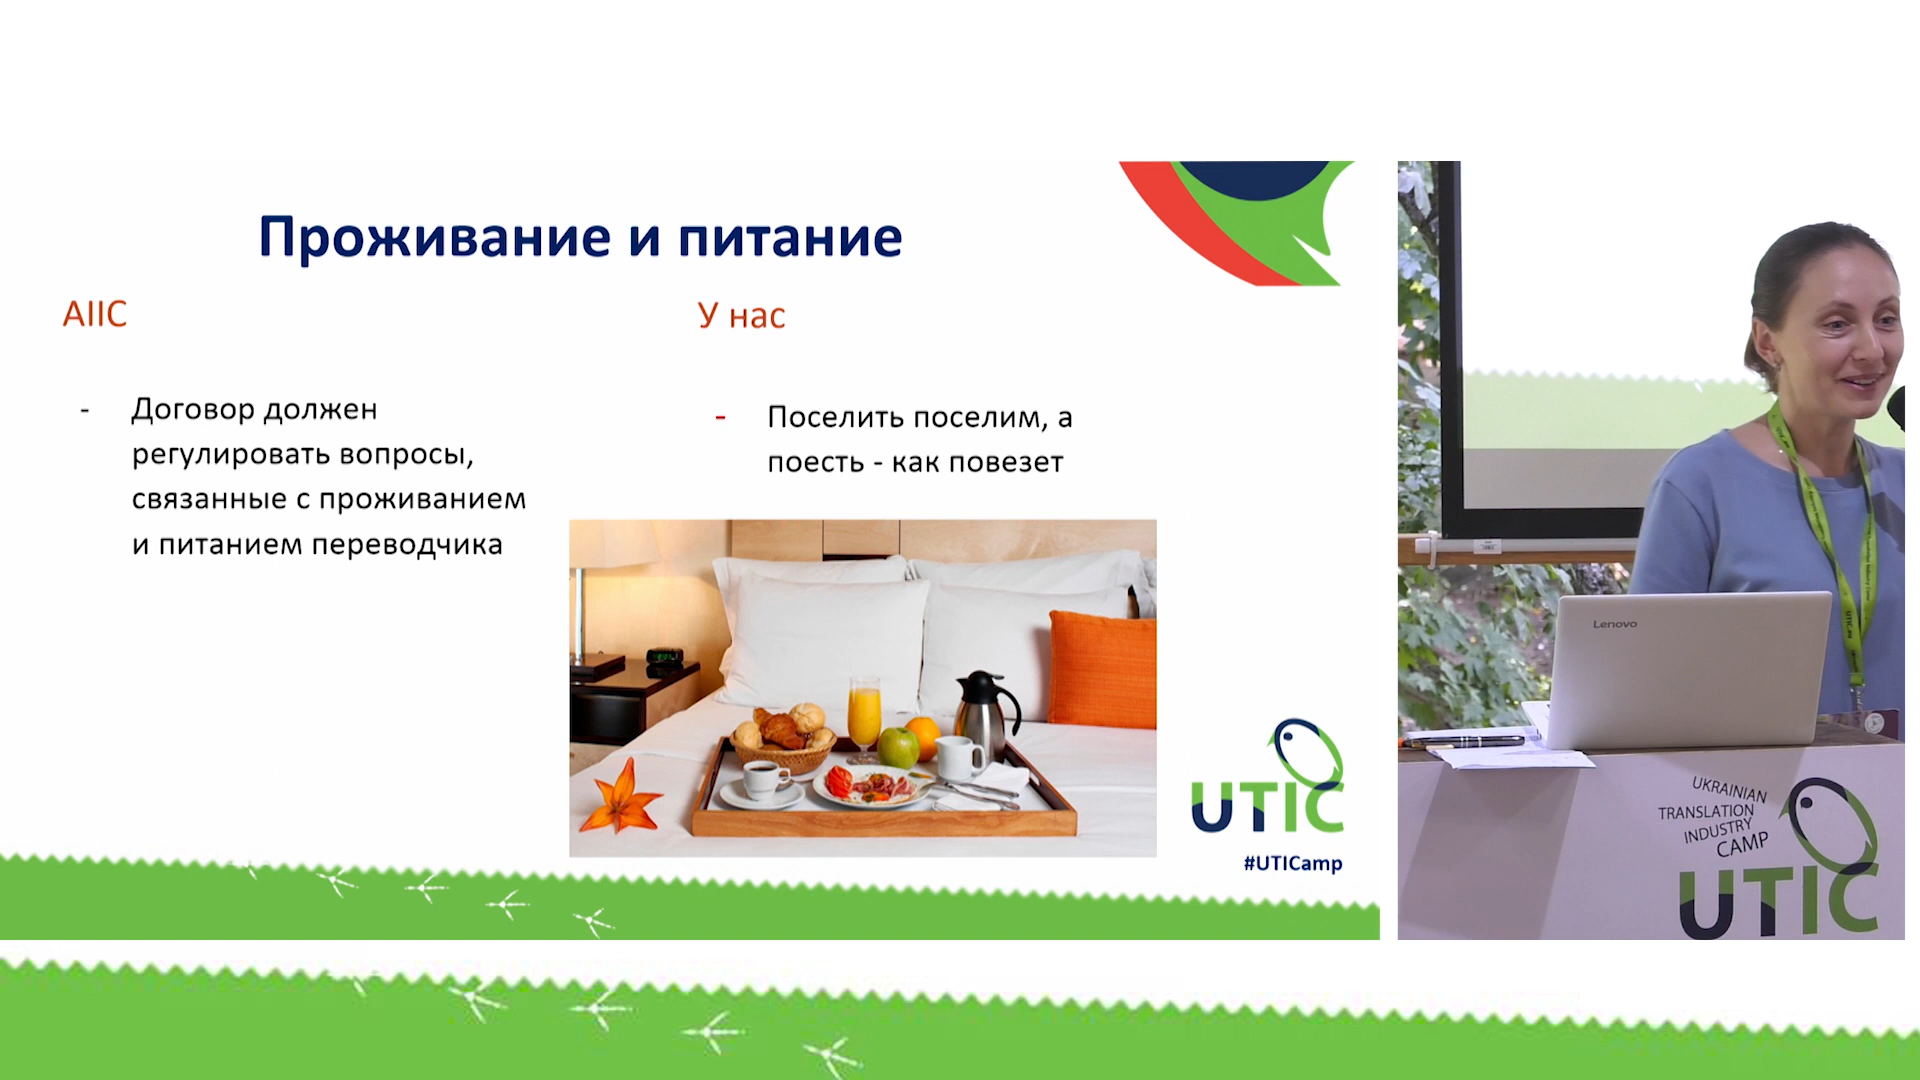 Проживание и питание
AIIC
- Договор должен
регулировать вопросы,
связанные с проживанием
и питанием переводчика
У нас
- Поселить поселим, а
поесть - как повезет
UTIC
#UTICamp
Lenovo
UKRAINIAN
TRANSLATION
INDUSTRY
CAMP
UTIC